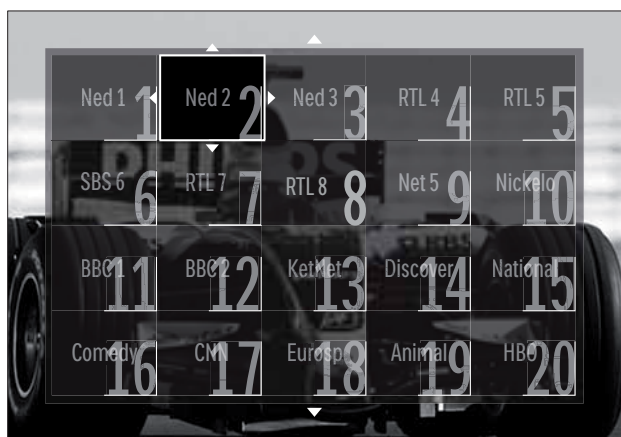 Ned 1 1 Ned 2 2 Ned 3 3 RTL 4 4 RTL 5 5
SBS 6 6 RTL 7 7 RTL 8 8 Net 5 9 Nickelo 10
BBC 1 11 BBC 2 12 KetNet 13 Discover 14 National 15
Comedy 16 CNN 17 Eurosp. 18 Animal 19 HBO 20
PHILIPS